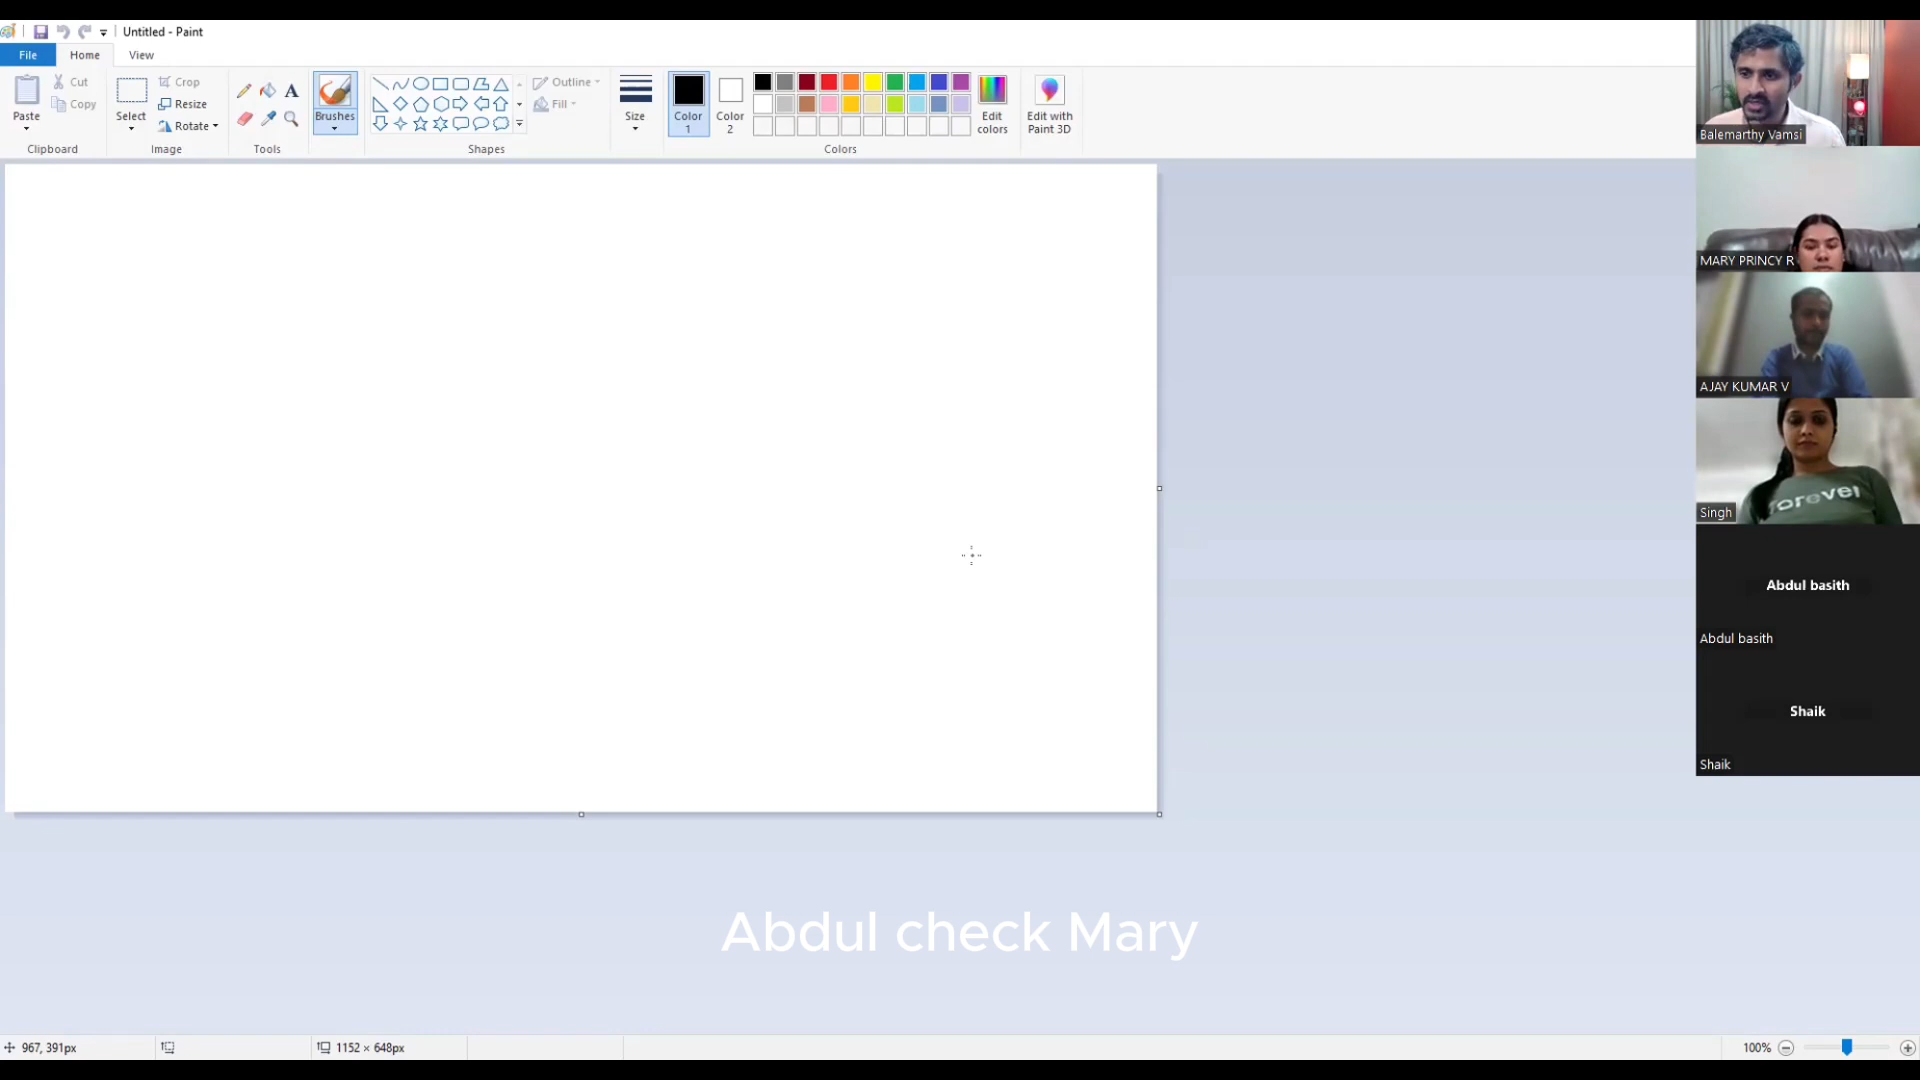 Untitled - Paint
File
Home
View
Paste
Cut
Copy
Clipboard
Select
Crop
Resize
Rotate
Image
A
Tools
Brushes
Shapes
Outline
Fill
Size
Color 1
Color 2
Colors
Edit colors
Edit with Paint 3D
Balemarthy Vamsi
MARY PRINCY R
AJAY KUMAR V
forever
Singh
Abdul basith
Abdul basith
Shaik
Shaik
Abdul check Mary
967, 391px
1152 × 648px
100%